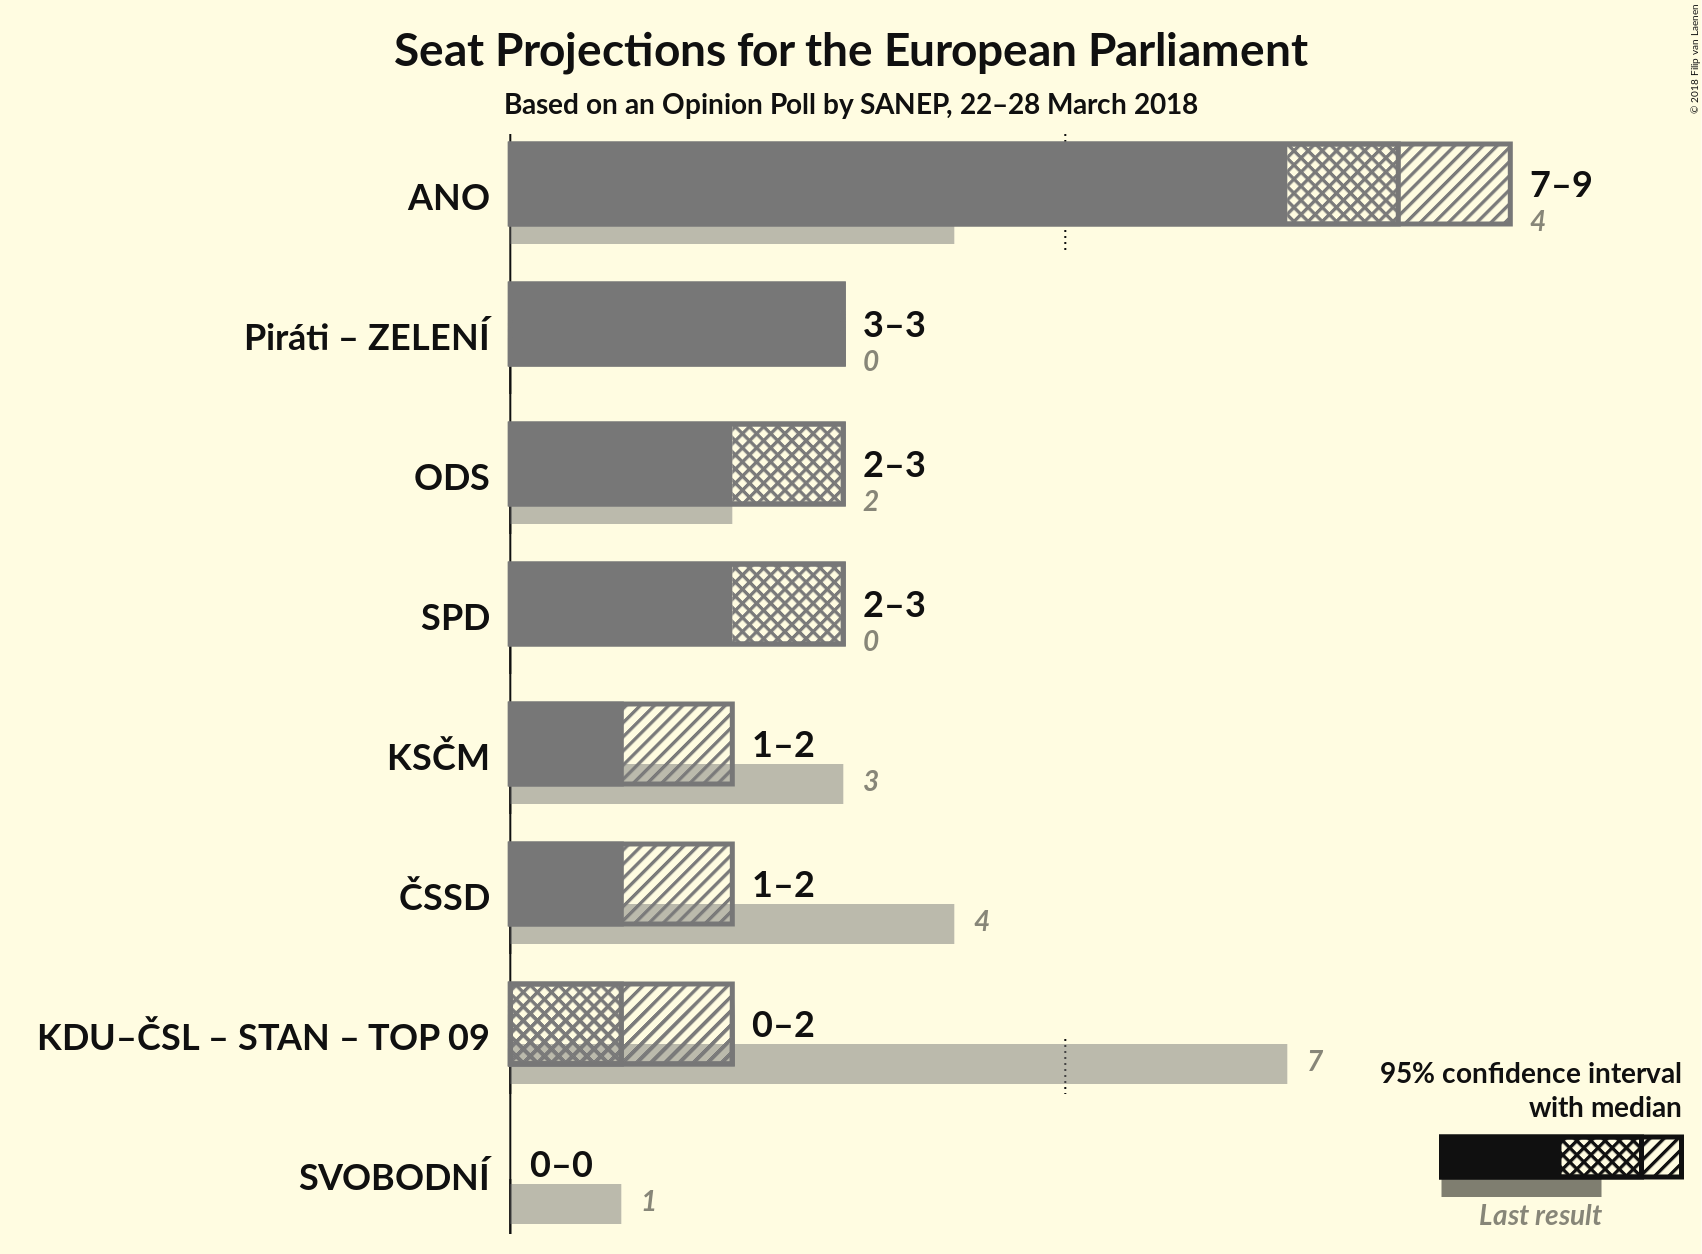 Seat Projections for the European Parliament
Based on an Opinion Poll by SANEP, 22–28 March 2018
© 2018 Filip van Laenen
ANO
7–9
4
Piráti – ZELENÍ
3–3
0
ODS
2–3
2
SPD
2–3
0
KSČM
1–2
3
ČSSD
1–2
4
KDU–ČSL – STAN – TOP 09
0–2
7
SVOBODNÍ
0–0
1
95% confidence interval
with median
Last result